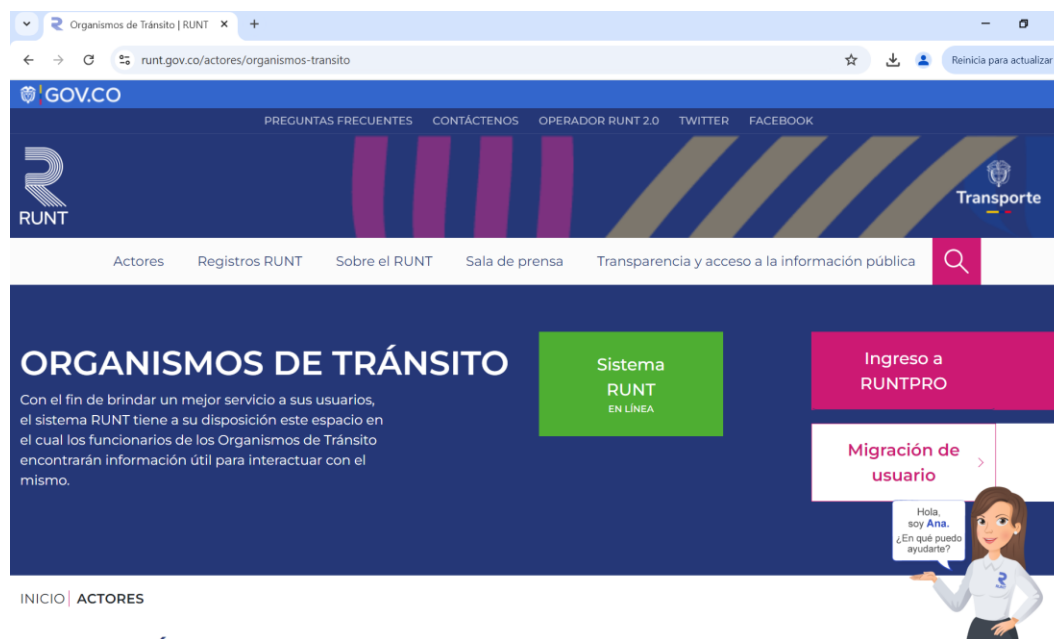 Organismos de Tránsito | RUNT
runt.gov.co/actores/organismos-transito
Reinicia para actualizar
GOV.CO
PREGUNTAS FRECUENTES CONTÁCTENOS OPERADOR RUNT 2.0 TWITTER FACEBOOK
RUNT
Transporte
Actores Registros RUNT Sobre el RUNT Sala de prensa Transparencia y acceso a la información pública
ORGANISMOS DE TRÁNSITO
Con el fin de brindar un mejor servicio a sus usuarios,
el sistema RUNT tiene a su disposición este espacio en
el cual los funcionarios de los Organismos de Tránsito
encontrarán información útil para interactuar con el
mismo.
Sistema
RUNT
EN LÍNEA
Ingreso a
RUNTPRO
Migración de
usuario
Hola,
soy Ana.
¿En qué puedo
ayudarte?
INICIO | ACTORES